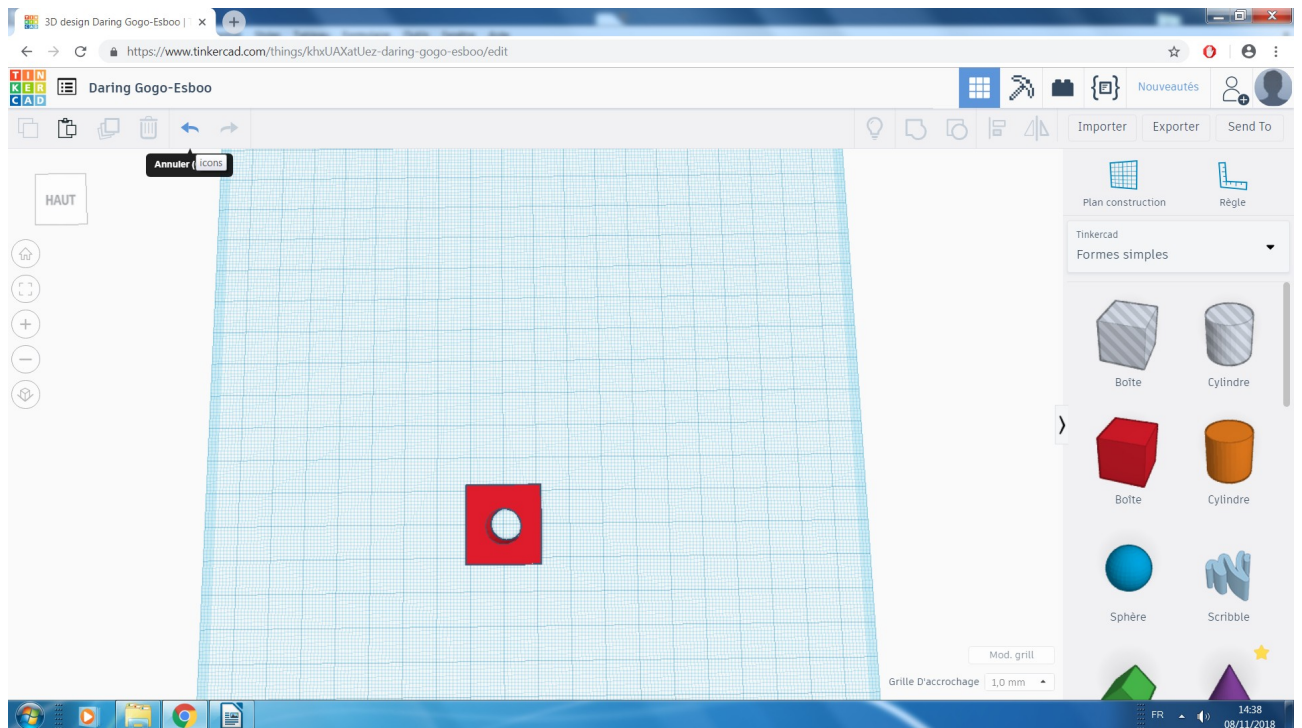 3D design Daring Gogo-Esboo | T
https://www.tinkercad.com/things/khxUAXatUez-daring-gogo-esboo/edit
TIN
KER
CAD
Daring Gogo-Esboo
Nouveautés
Importer
Exporter
Send To
Annuler (
icons
HAUT
Plan construction
Règle
Tinkercad
Formes simples
Boîte
Cylindre
Boîte
Cylindre
Sphère
Scribble
Mod. grill
Grille D'accrochage 1,0 mm
FR
14:38
08/11/2018